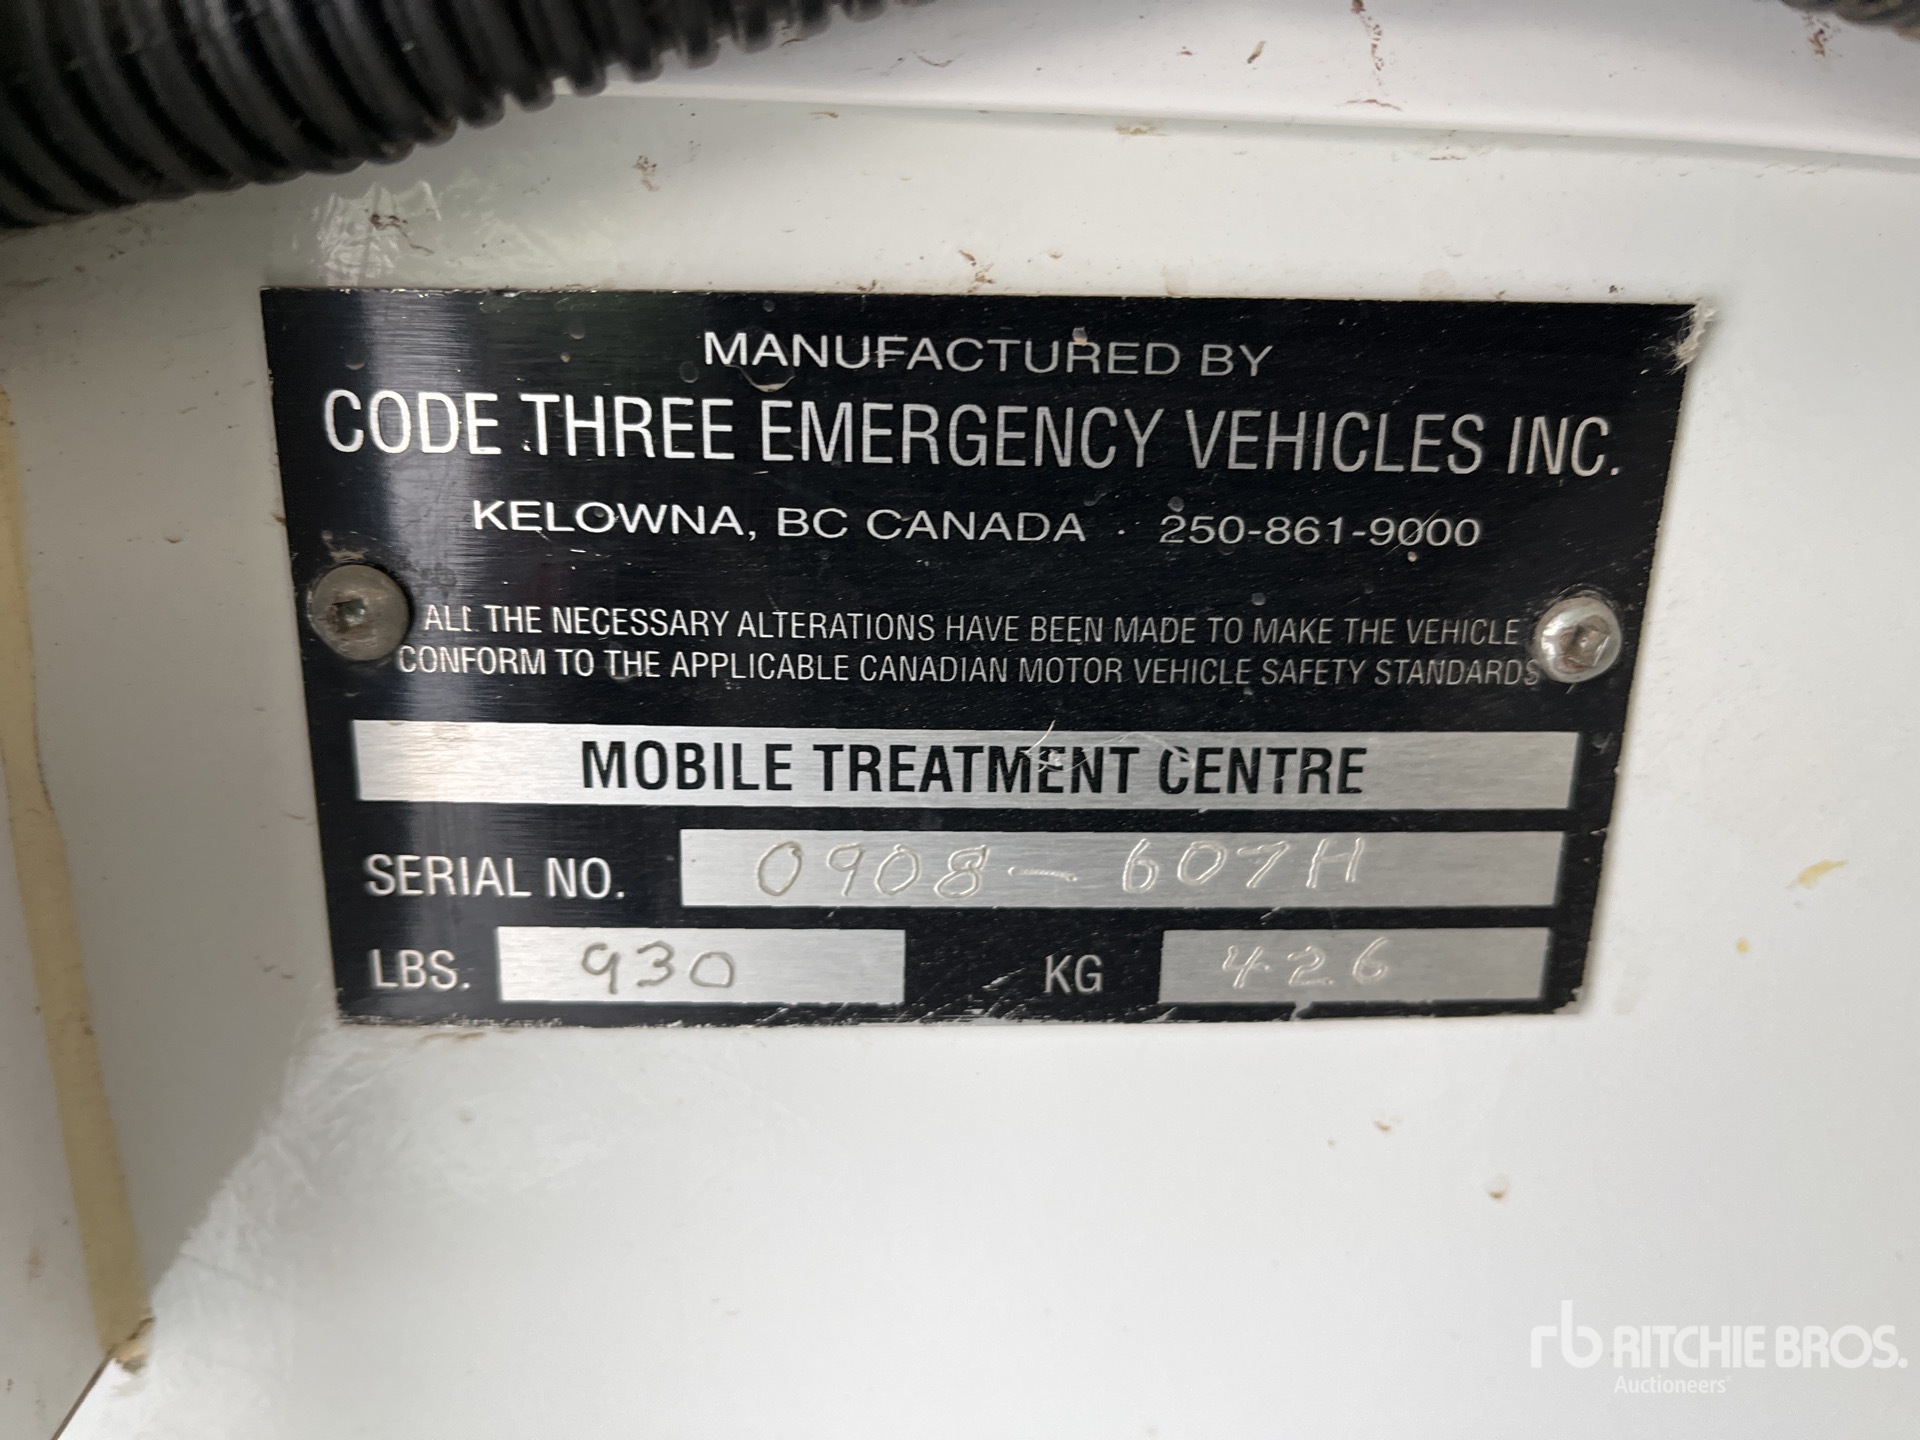 MANUFACTURED BY
CODE THREE EMERGENCY VEHICLES INC.
KELOWNA, BC CANADA · 250-861-9000
ALL THE NECESSARY ALTERATIONS HAVE BEEN MADE TO MAKE THE VEHICLE
CONFORM TO THE APPLICABLE CANADIAN MOTOR VEHICLE SAFETY STANDARDS
MOBILE TREATMENT CENTRE
SERIAL NO. 0908-607H
LBS. 930 KG 426
rb RITCHIE BROS.
Auctioneers